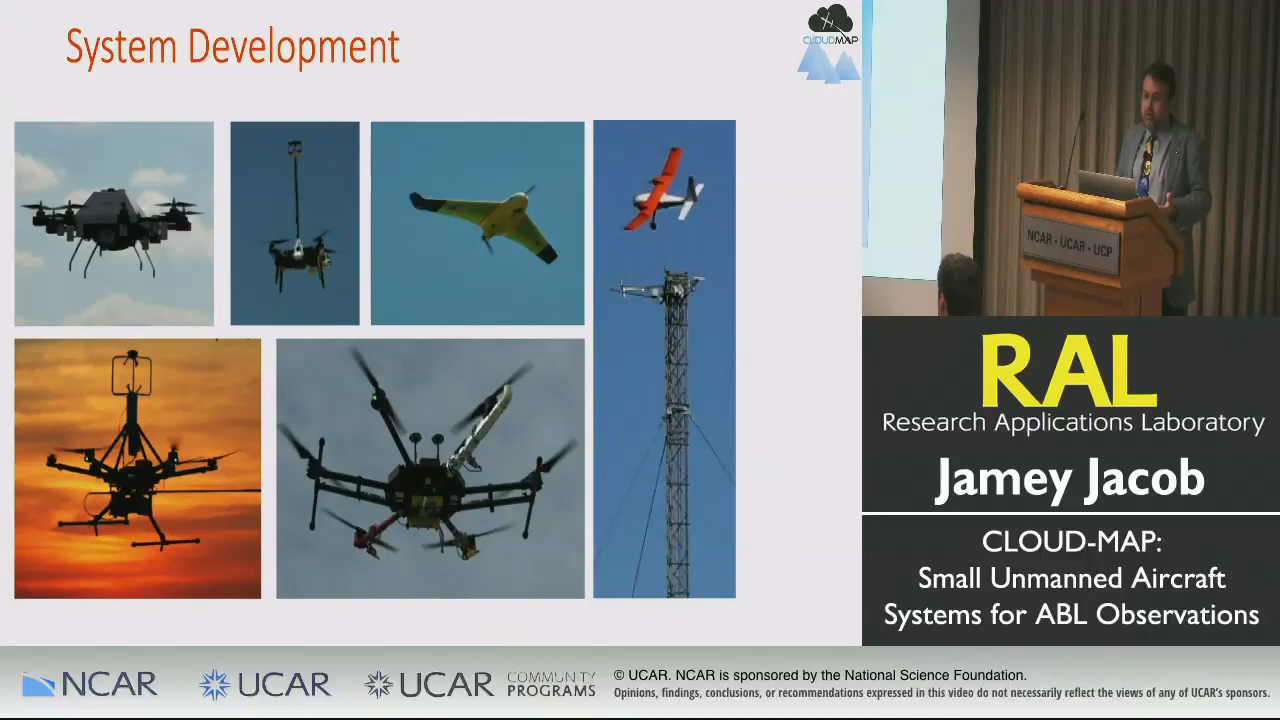 System Development
CLOUDMAP
NCAR • UCAR • UCP
RAL
Research Applications Laboratory
Jamey Jacob
CLOUD-MAP:
Small Unmanned Aircraft
Systems for ABL Observations
NCAR
UCAR
UCAR
COMMUNITY
PROGRAMS
© UCAR. NCAR is sponsored by the National Science Foundation.
Opinions, findings, conclusions, or recommendations expressed in this video do not necessarily reflect the views of any of UCAR's sponsors.